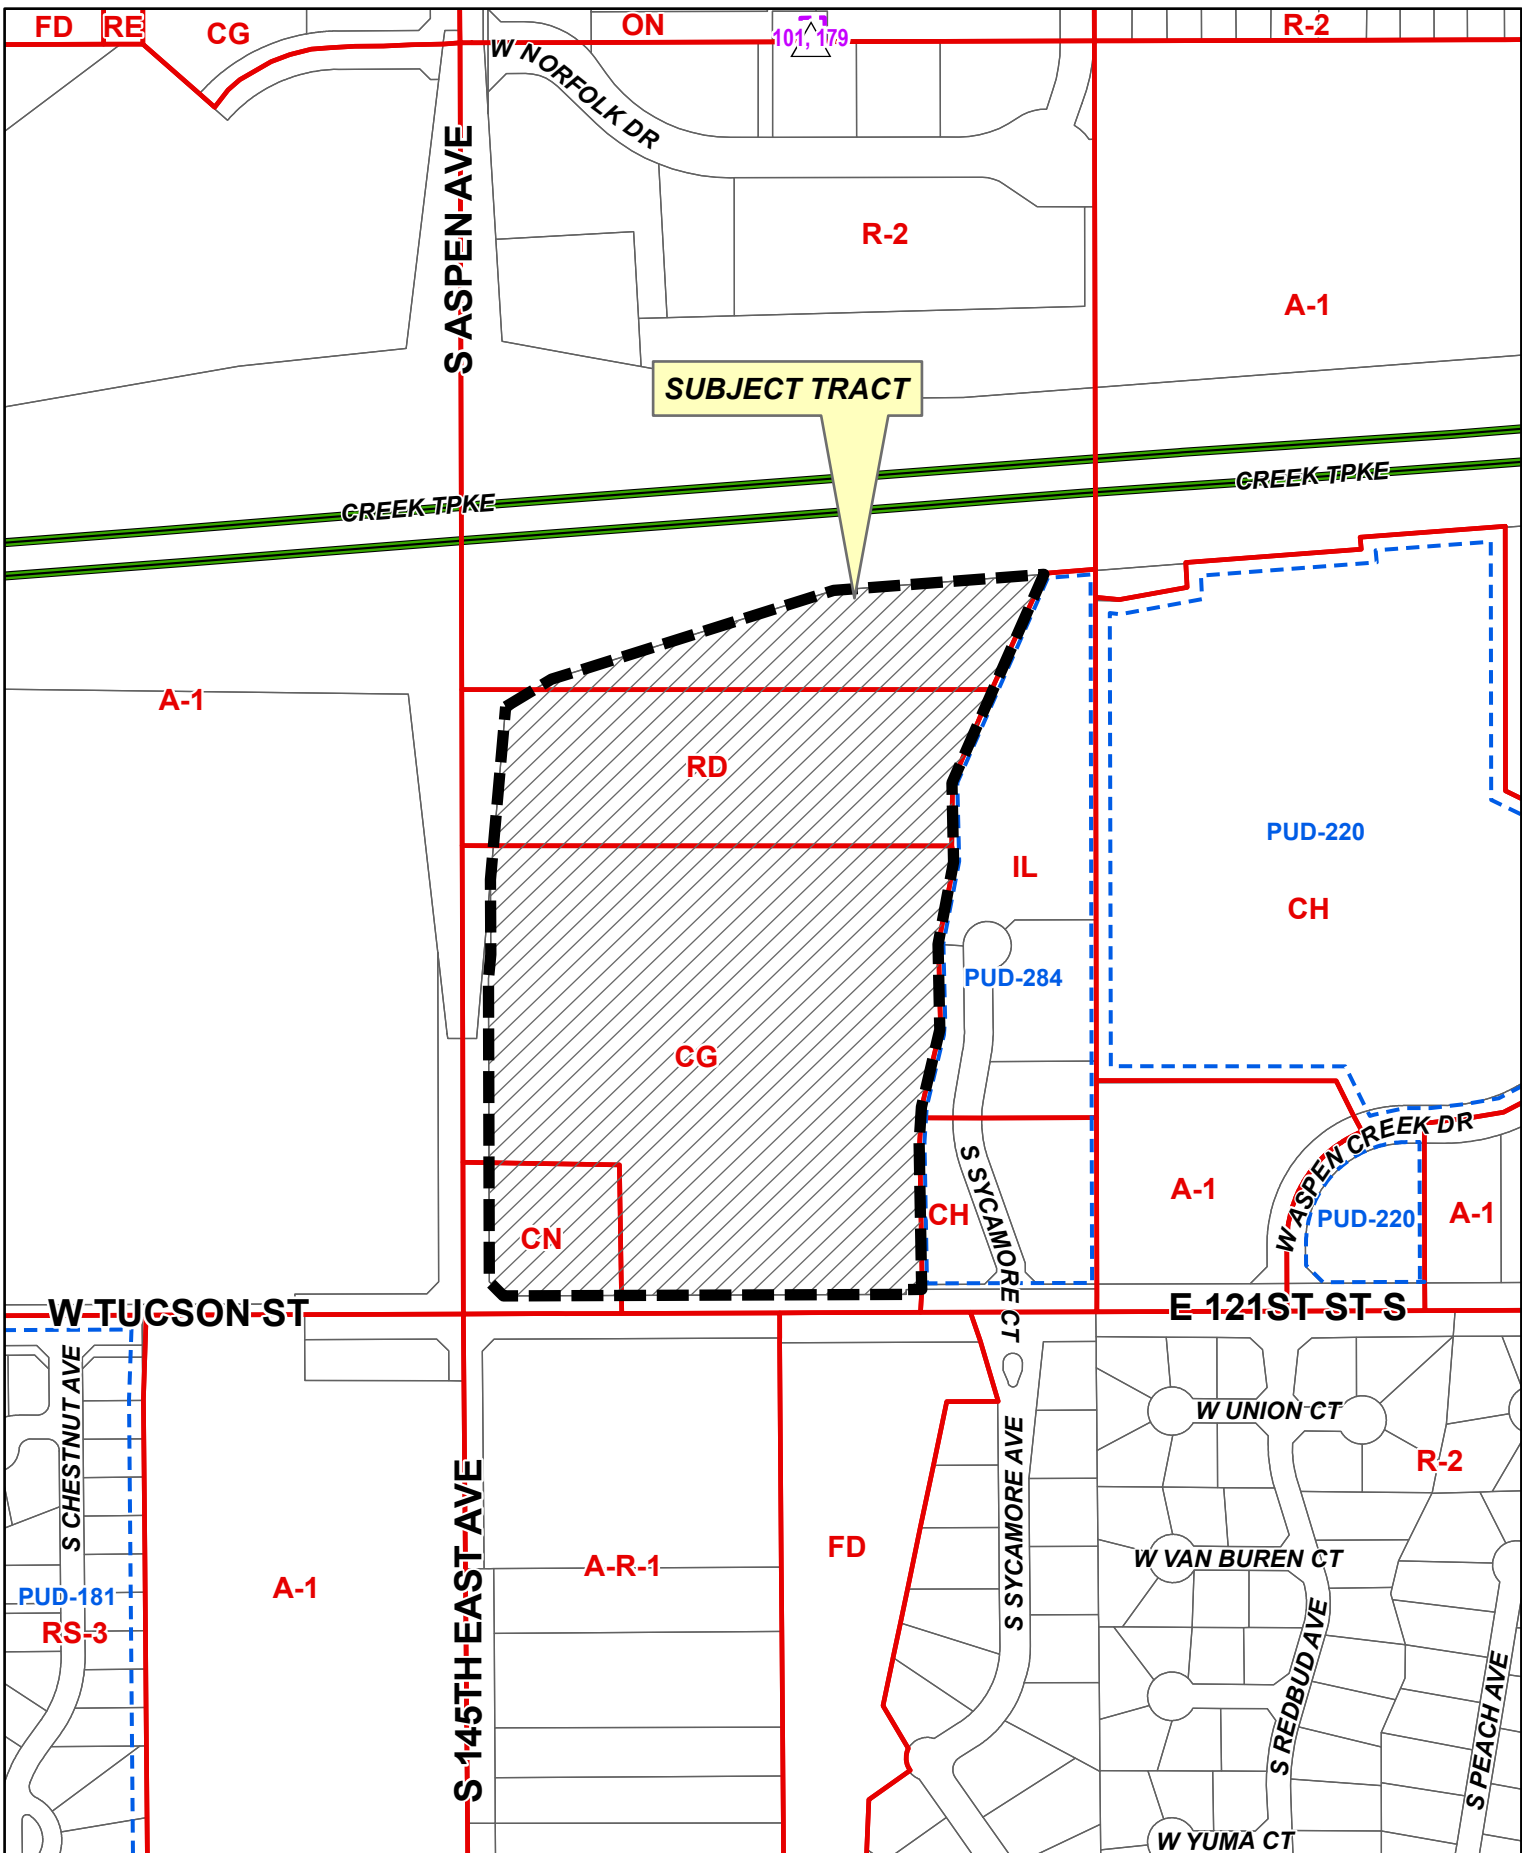 FD
RE
CG
ON
101, 179
R-2
W NORFOLK DR
S ASPEN AVE
R-2
A-1
SUBJECT TRACT
CREEK TPKE
CREEK TPKE
A-1
RD
PUD-220
IL
CH
PUD-284
CG
W ASPEN CREEK DR
A-1
CH
S SYCAMORE CT
PUD-220
A-1
CN
W TUCSON ST
E 121ST ST S
S CHESTNUT AVE
W UNION CT
S SYCAMORE AVE
R-2
S 145TH EAST AVE
FD
W VAN BUREN CT
A-R-1
A-1
PUD-181
RS-3
S REDBUD AVE
S PEACH AVE
W YUMA CT